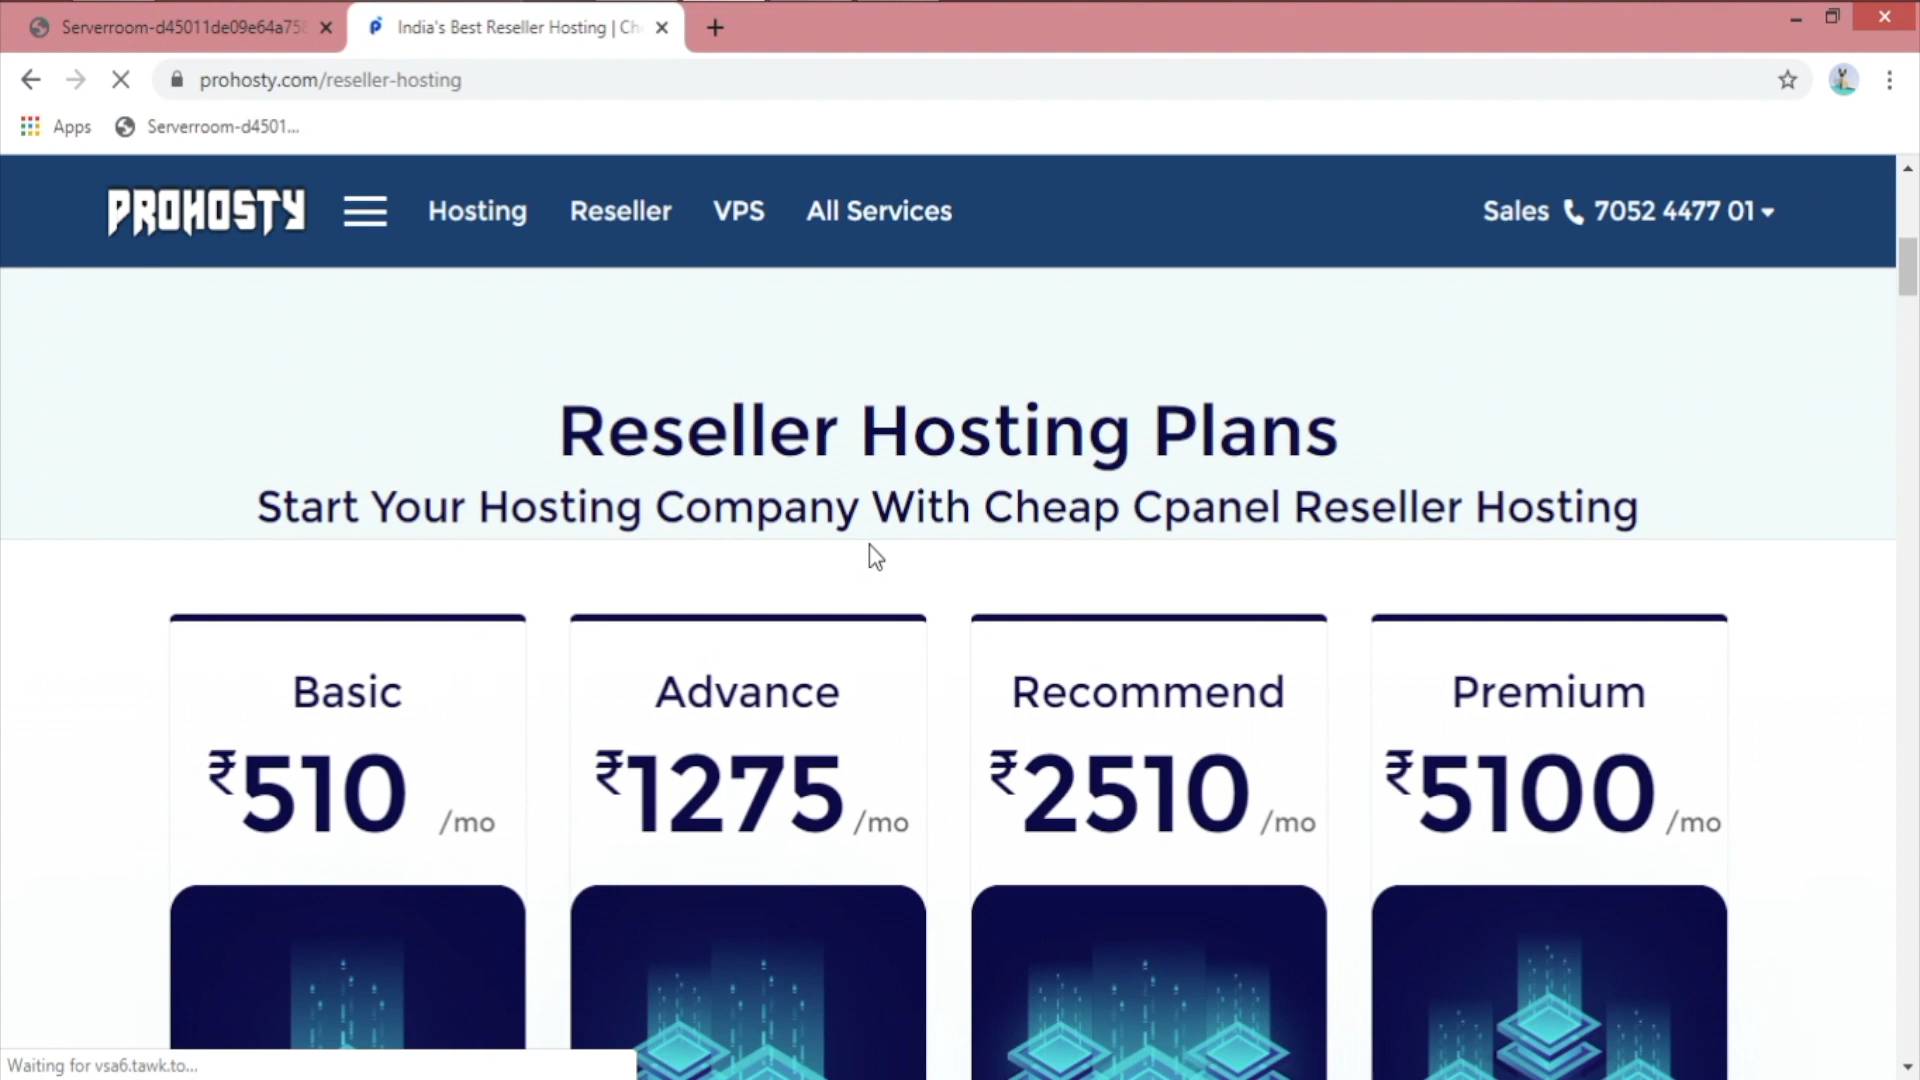 Serverroom-d45011de09e64a75
India's Best Reseller Hosting | Ch
prohosty.com/reseller-hosting
Apps
Serverroom-d4501...
PROHOSTY
Hosting
Reseller
VPS
All Services
Sales 7052 4477 01
Reseller Hosting Plans
Start Your Hosting Company With Cheap Cpanel Reseller Hosting
Basic
₹510 /mo
Advance
₹1275 /mo
Recommend
₹2510 /mo
Premium
₹5100 /mo
Waiting for vsa6.tawk.to...